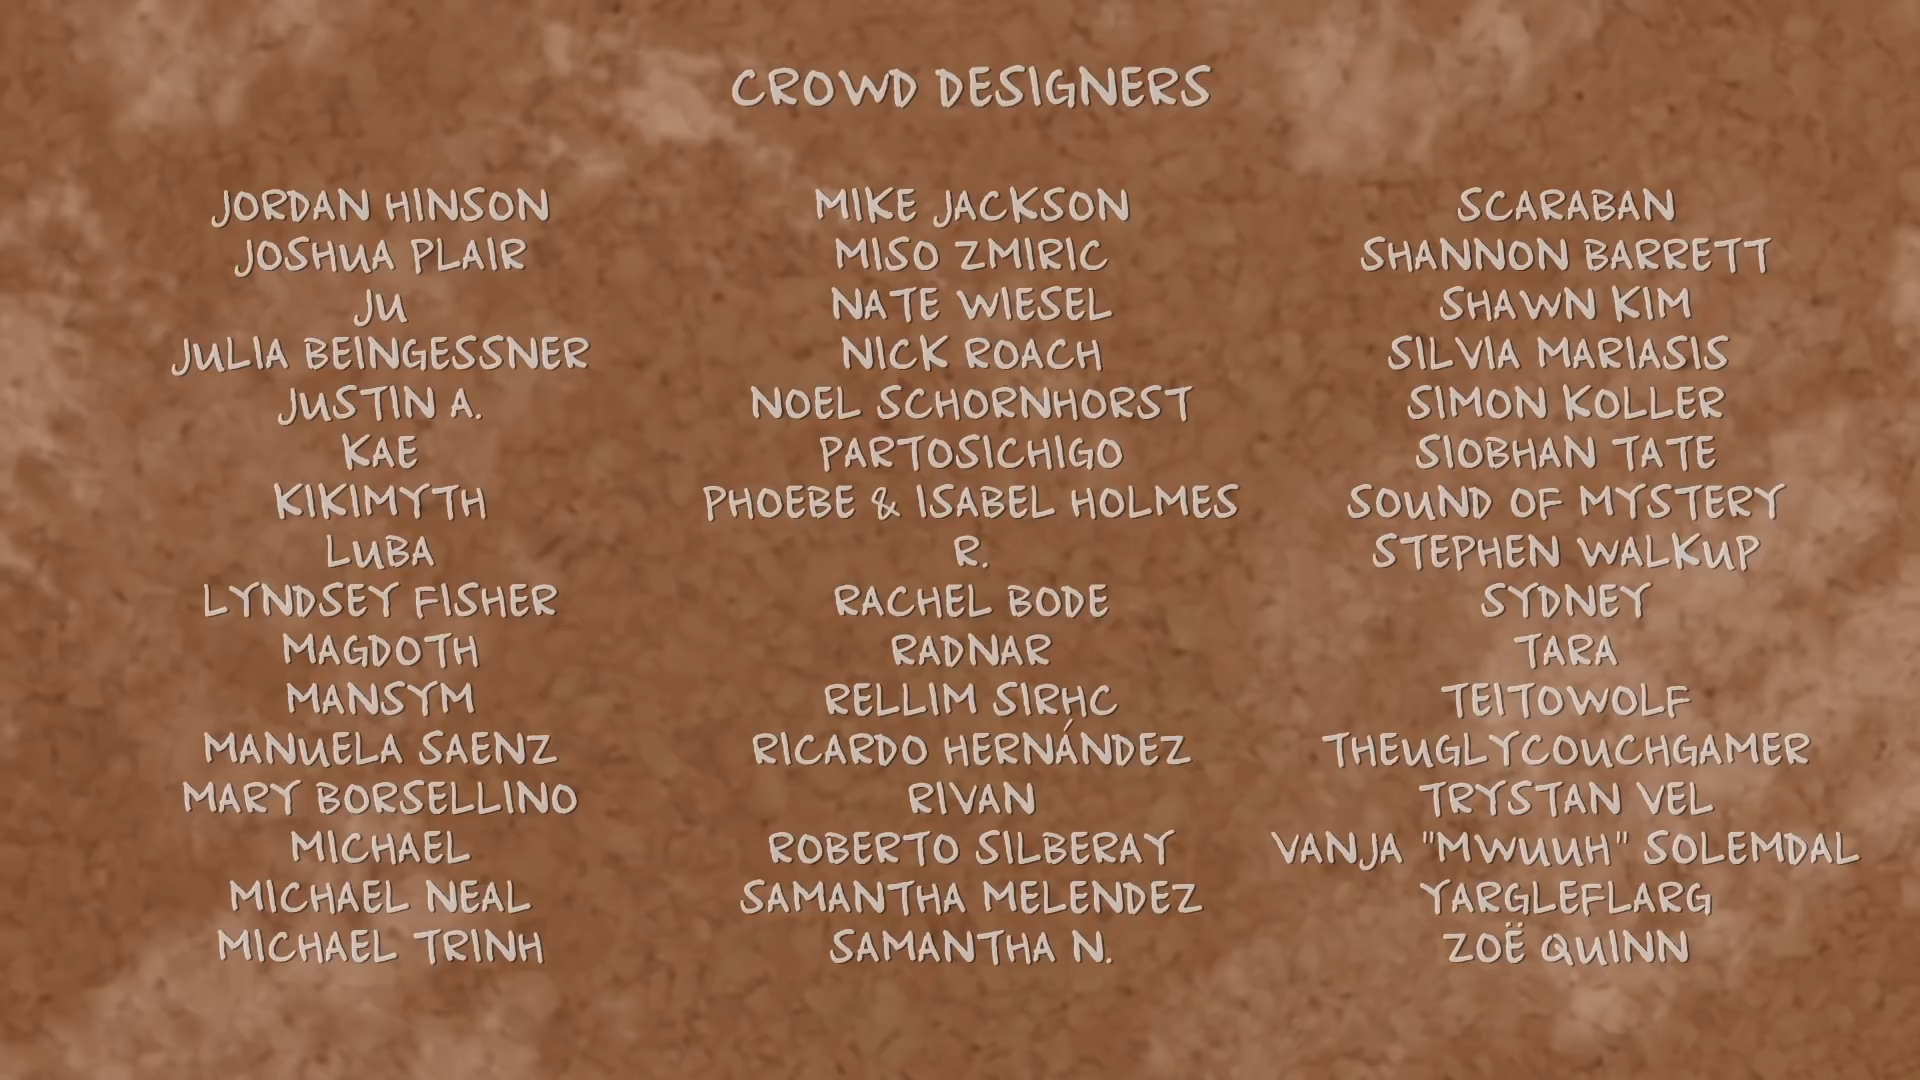 CROWD DESIGNERS
JORDAN HINSON
JOSHUA PLAIR
JU
JULIA BEINGESSNER
JUSTIN A.
KAE
KIKIMYTH
LUBA
LYNDSEY FISHER
MAGDOTH
MANSYM
MANUELA SAENZ
MARY BORSELLINO
MICHAEL
MICHAEL NEAL
MICHAEL TRINH
MIKE JACKSON
MISO ZMIRIC
NATE WIESEL
NICK ROACH
NOEL SCHORNHORST
PARTOSICHIGO
PHOEBE & ISABEL HOLMES
R.
RACHEL BODE
RADNAR
RELLIM SIRHC
RICARDO HERNÁNDEZ
RIVAN
ROBERTO SILBERAY
SAMANTHA MELENDEZ
SAMANTHA N.
SCARABAN
SHANNON BARRETT
SHAWN KIM
SILVIA MARIASIS
SIMON KOLLER
SIOBHAN TATE
SOUND OF MYSTERY
STEPHEN WALKUP
SYDNEY
TARA
TEITOWOLF
THEUGLYCOUCHGAMER
TRYSTAN VEL
VANJA "MWUUH" SOLEMDAL
YARGLEFLARG
ZOË QUINN